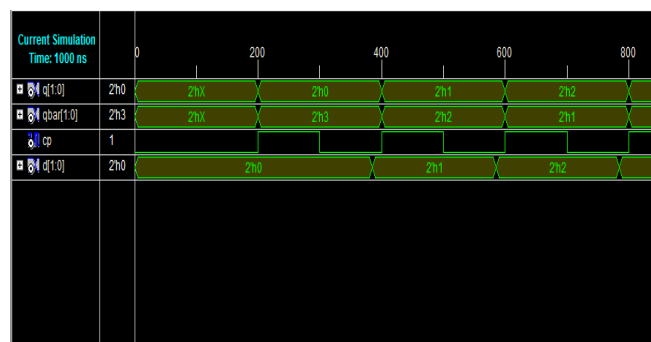 Current Simulation
Time: 1000 ns
0 200 400 600 800
q[1:0] 2'h0 2'hX 2'h0 2'h1 2'h2
qbar[1:0] 2'h3 2'hX 2'h3 2'h2 2'h1
cp 1
d[1:0] 2'h0 2'h0 2'h1 2'h2